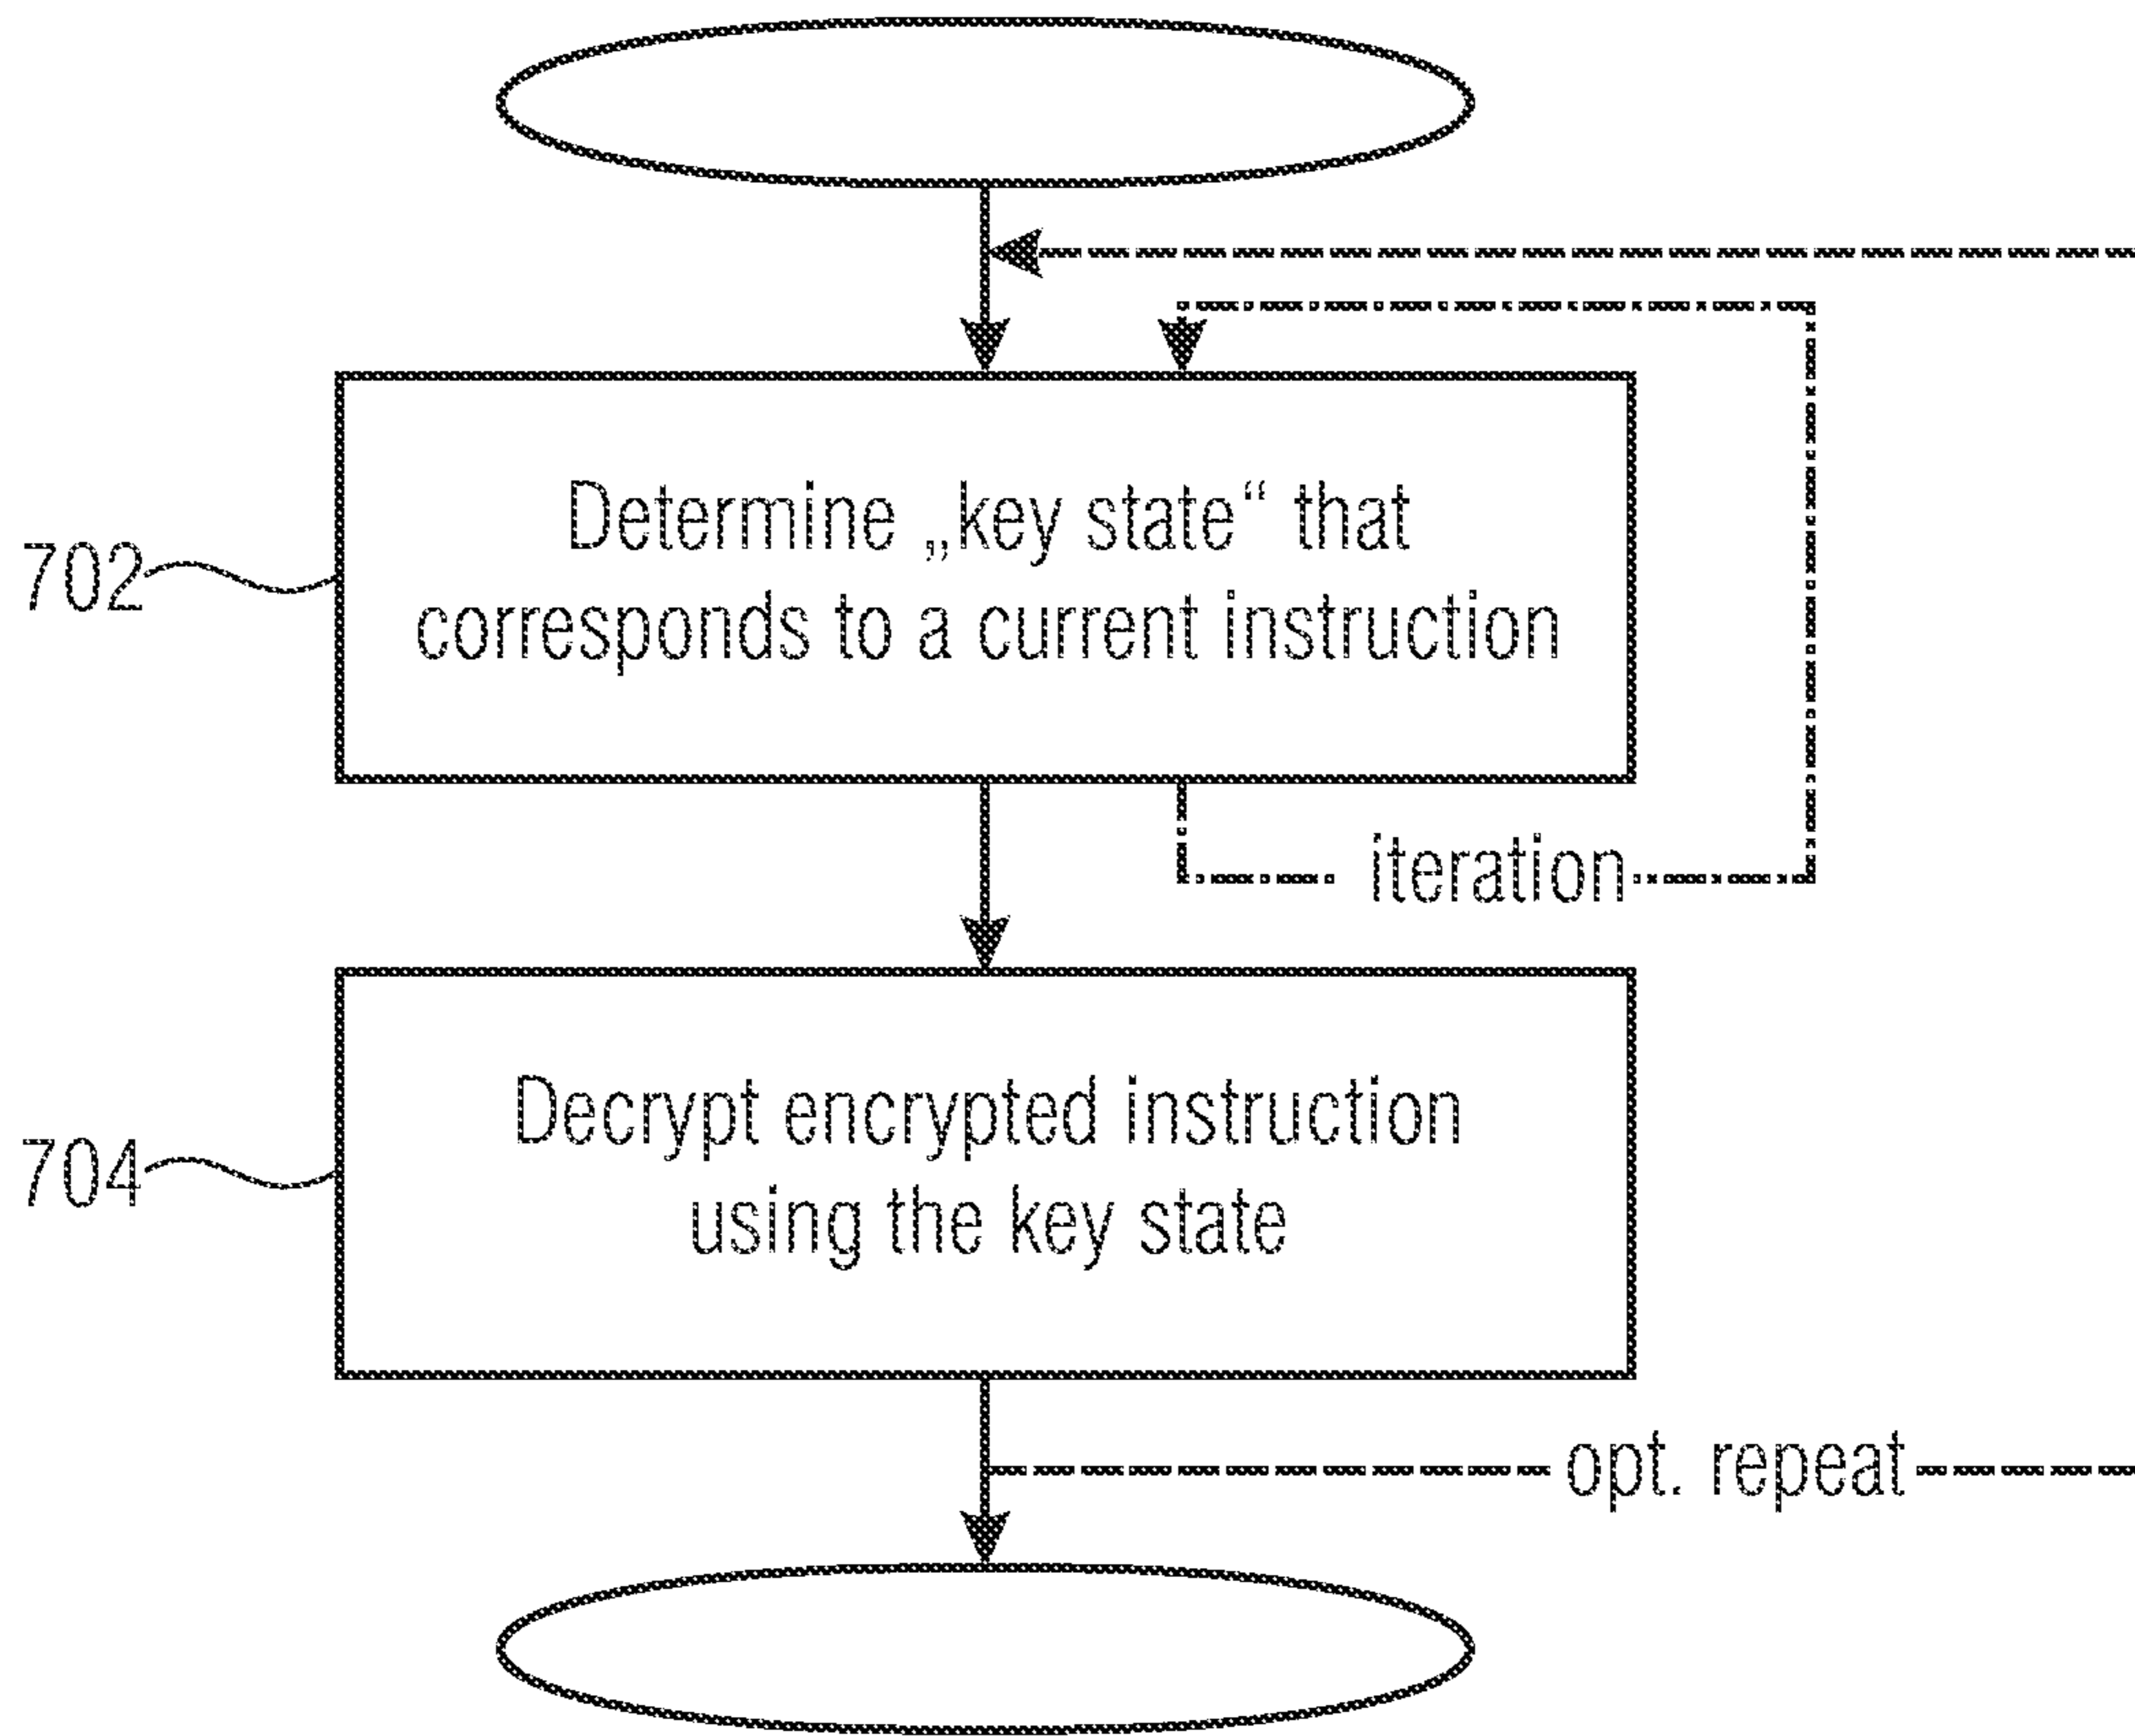 Determine „key state“ that
702
corresponds to a current instruction
iteration
Decrypt encrypted instruction
704
using the key state
opt. repeat